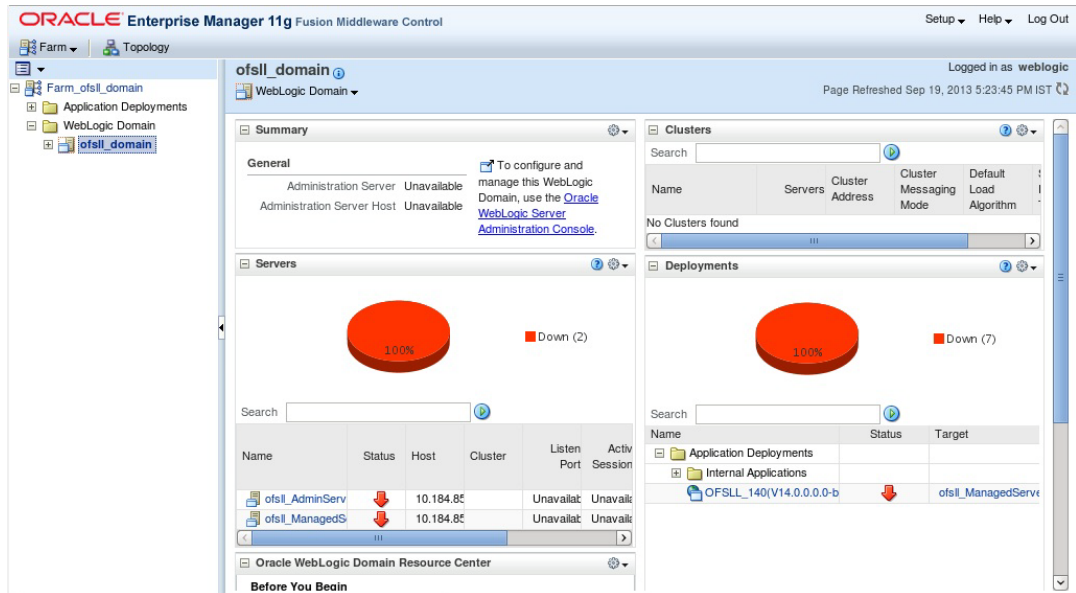 ORACLE Enterprise Manager 11g Fusion Middleware Control
Setup Help Log Out
Farm Topology
Farm_ofsll_domain
Application Deployments
WebLogic Domain
ofsll_domain
ofsll_domain
WebLogic Domain
Logged in as weblogic
Page Refreshed Sep 19, 2013 5:23:45 PM IST
Summary
General
Administration Server Unavailable
Administration Server Host Unavailable
To configure and
manage this WebLogic
Domain, use the Oracle
WebLogic Server
Administration Console.
Servers
100%
Down (2)
Search
Name Status Host Cluster Listen Port Activ Session
ofsll_AdminServ 10.184.85 Unavailab Unavaila
ofsll_ManagedS 10.184.85 Unavailab Unavaila
Oracle WebLogic Domain Resource Center
Before You Begin
Clusters
Search
Name Servers Cluster Address Cluster Messaging Mode Default Load Algorithm
No Clusters found
Deployments
100%
Down (7)
Search
Name Status Target
Application Deployments
Internal Applications
OFSLL_140(V14.0.0.0.0-b ofsll_ManagedServe